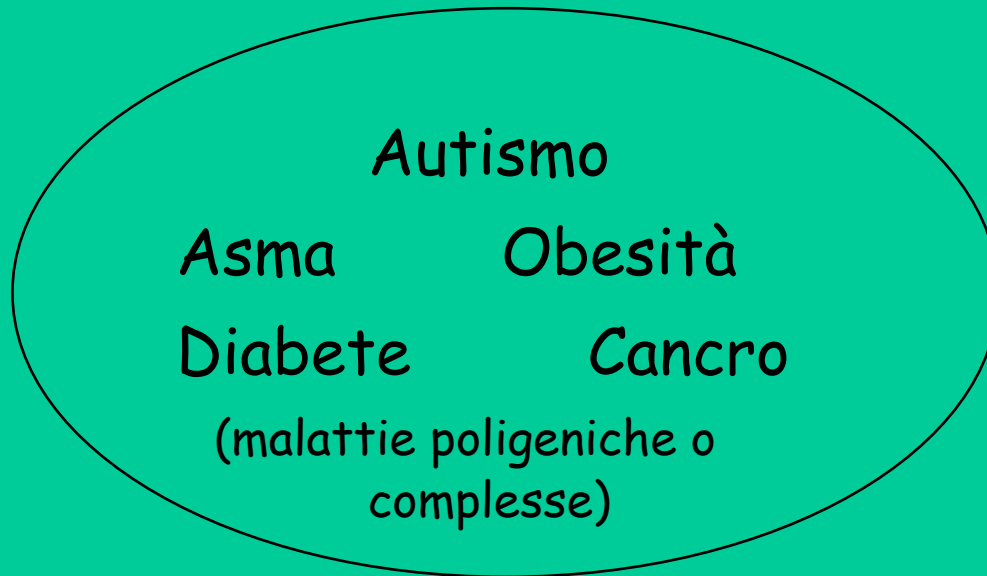 Autismo
Asma Obesità
Diabete Cancro
(malattie poligeniche o
complesse)